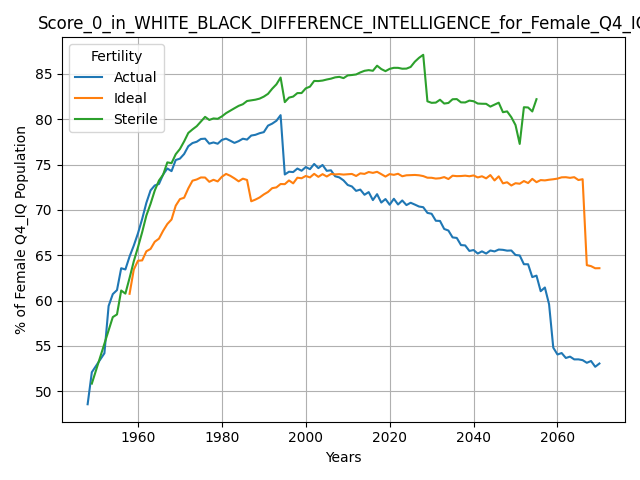 Score_0_in_WHITE_BLACK_DIFFERENCE_INTELLIGENCE_for_Female_Q4_IQ
Fertility
Actual
Ideal
Sterile
% of Female Q4_IQ Population
85
80
75
70
65
60
55
50
1960 1980 2000 2020 2040 2060
Years